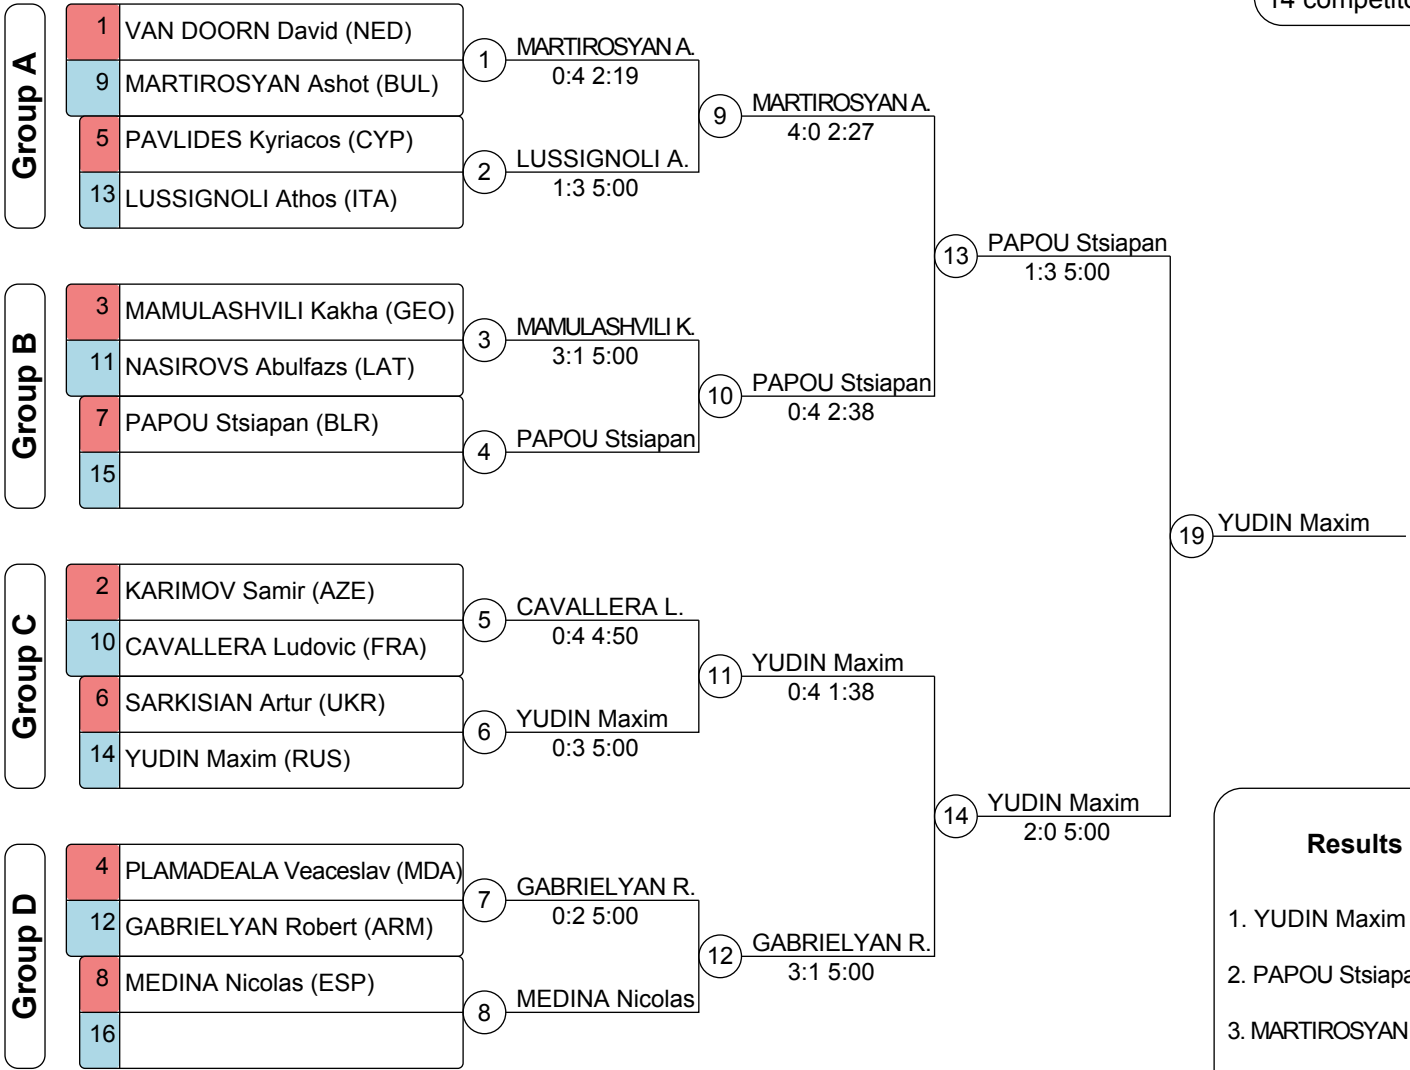 14 competito
Group A
1 VAN DOORN David (NED)
9 MARTIROSYAN Ashot (BUL)
5 PAVLIDES Kyriacos (CYP)
13 LUSSIGNOLI Athos (ITA)
1 MARTIROSYAN A.
0:4 2:19
2 LUSSIGNOLI A.
1:3 5:00
9 MARTIROSYAN A.
4:0 2:27
Group B
3 MAMULASHVILI Kakha (GEO)
11 NASIROVS Abulfazs (LAT)
7 PAPOU Stsiapan (BLR)
15
3 MAMULASHVILI K.
3:1 5:00
4 PAPOU Stsiapan
10 PAPOU Stsiapan
0:4 2:38
13 PAPOU Stsiapan
1:3 5:00
Group C
2 KARIMOV Samir (AZE)
10 CAVALLERA Ludovic (FRA)
6 SARKISIAN Artur (UKR)
14 YUDIN Maxim (RUS)
5 CAVALLERA L.
0:4 4:50
6 YUDIN Maxim
0:3 5:00
11 YUDIN Maxim
0:4 1:38
Group D
4 PLAMADEALA Veaceslav (MDA)
12 GABRIELYAN Robert (ARM)
8 MEDINA Nicolas (ESP)
16
7 GABRIELYAN R.
0:2 5:00
8 MEDINA Nicolas
12 GABRIELYAN R.
3:1 5:00
14 YUDIN Maxim
2:0 5:00
19 YUDIN Maxim
Results
1. YUDIN Maxim
2. PAPOU Stsiapa
3. MARTIROSYAN